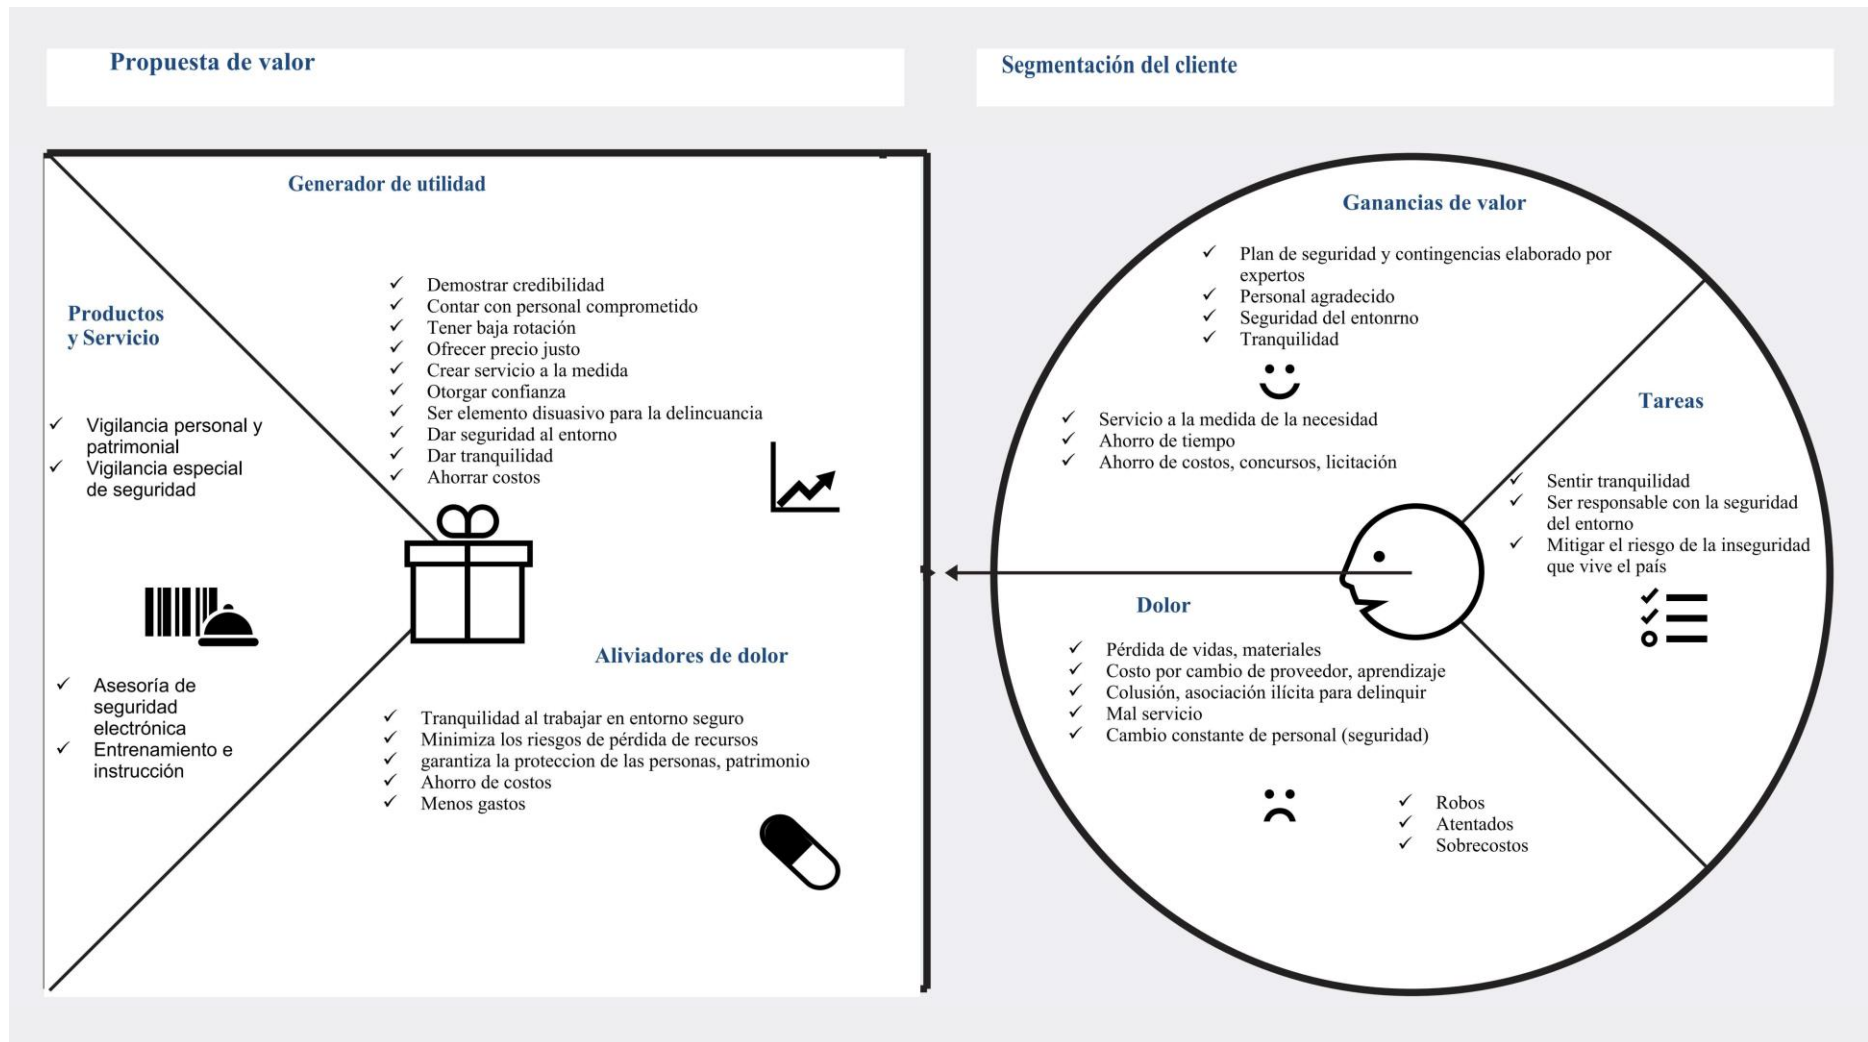 Propuesta de valor
Segmentación del cliente
Generador de utilidad
✓ Demostrar credibilidad
✓ Contar con personal comprometido
✓ Tener baja rotación
✓ Ofrecer precio justo
✓ Crear servicio a la medida
✓ Otorgar confianza
✓ Ser elemento disuasivo para la delincuancia
✓ Dar seguridad al entorno
✓ Dar tranquilidad
✓ Ahorrar costos
Productos
y Servicio
✓ Vigilancia personal y
patrimonial
✓ Vigilancia especial
de seguridad
✓ Asesoría de
seguridad
electrónica
✓ Entrenamiento e
instrucción
Aliviadores de dolor
✓ Tranquilidad al trabajar en entorno seguro
✓ Minimiza los riesgos de pérdida de recursos
✓ garantiza la proteccion de las personas, patrimonio
✓ Ahorro de costos
✓ Menos gastos
Ganancias de valor
✓ Plan de seguridad y contingencias elaborado por
expertos
✓ Personal agradecido
✓ Seguridad del entonrno
✓ Tranquilidad
✓ Servicio a la medida de la necesidad
✓ Ahorro de tiempo
✓ Ahorro de costos, concursos, licitación
Tareas
✓ Sentir tranquilidad
✓ Ser responsable con la seguridad
del entorno
✓ Mitigar el riesgo de la inseguridad
que vive el país
Dolor
✓ Pérdida de vidas, materiales
✓ Costo por cambio de proveedor, aprendizaje
✓ Colusión, asociación ilícita para delinquir
✓ Mal servicio
✓ Cambio constante de personal (seguridad)
✓ Robos
✓ Atentados
✓ Sobrecostos